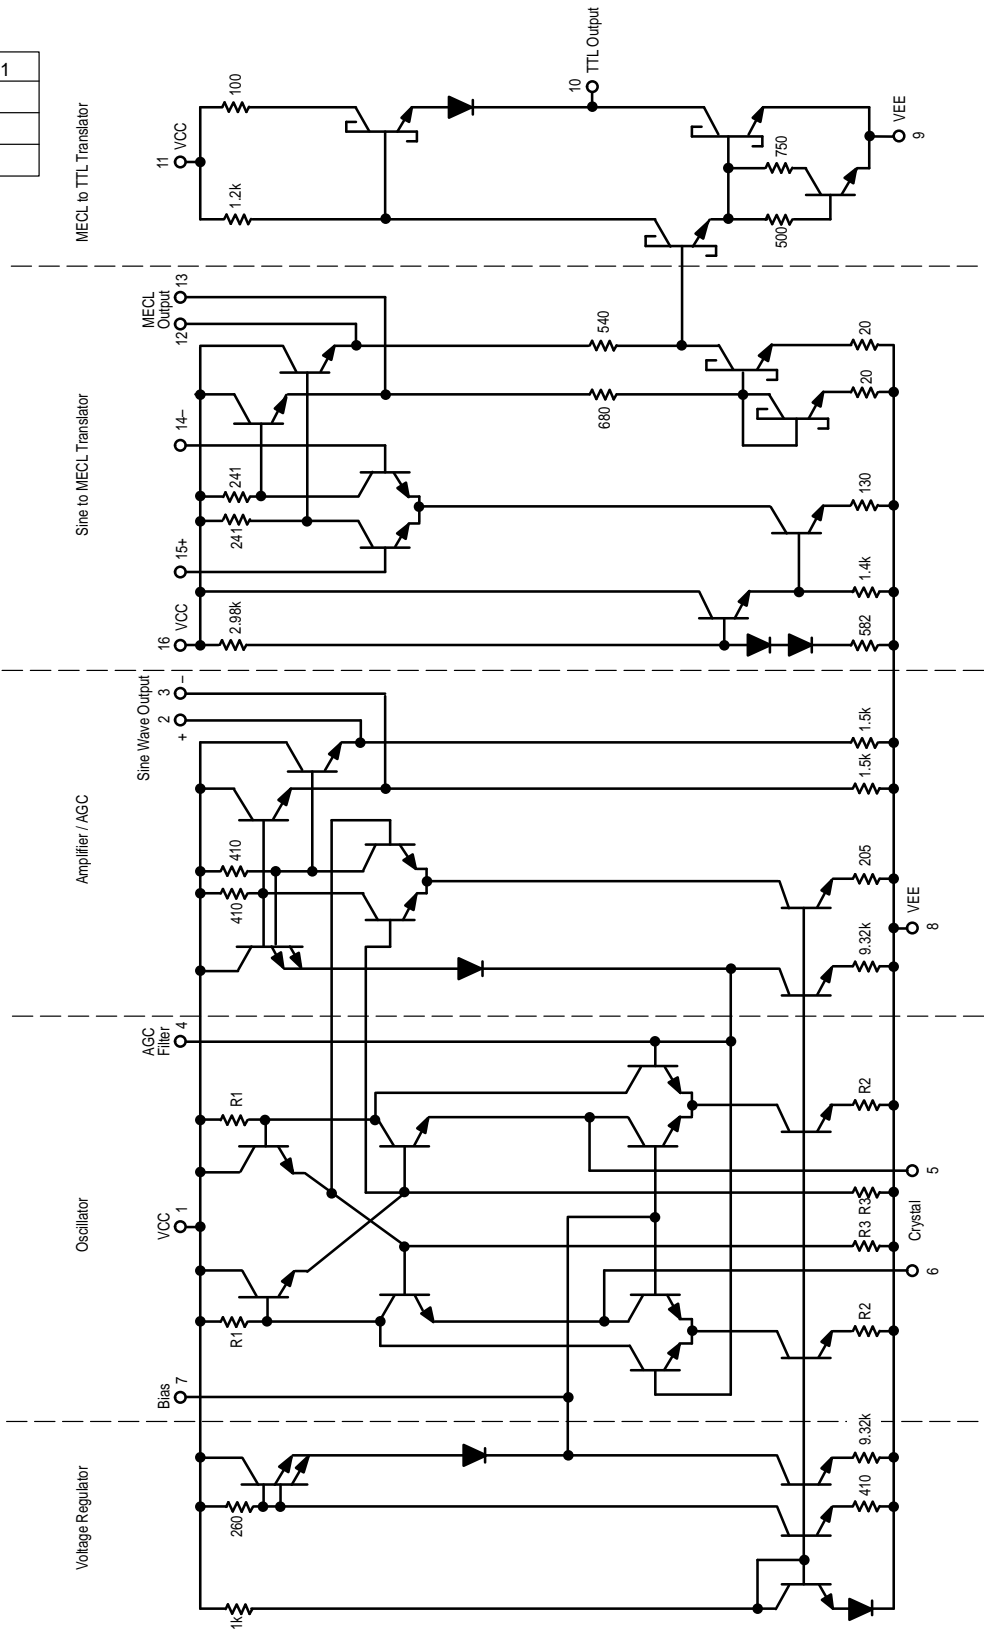 1
MECL to TTL Translator
11 VCC
100
1.2k
10 TTL Output
750
500
VEE
9
Sine to MECL Translator
MECL
Output
13
12
14–
15+
16 VCC
241
241
2.98k
540
680
20
20
130
1.4k
582
Amplifier / AGC
Sine Wave Output
3 –
2
+
410
410
1.5k
1.5k
205
9.32k
VEE
8
Oscillator
AGC
Filter
4
R1
VCC 1
R1
Bias 7
R2
R3
R3
R2
5
Crystal
6
Voltage Regulator
260
1k
9.32k
410